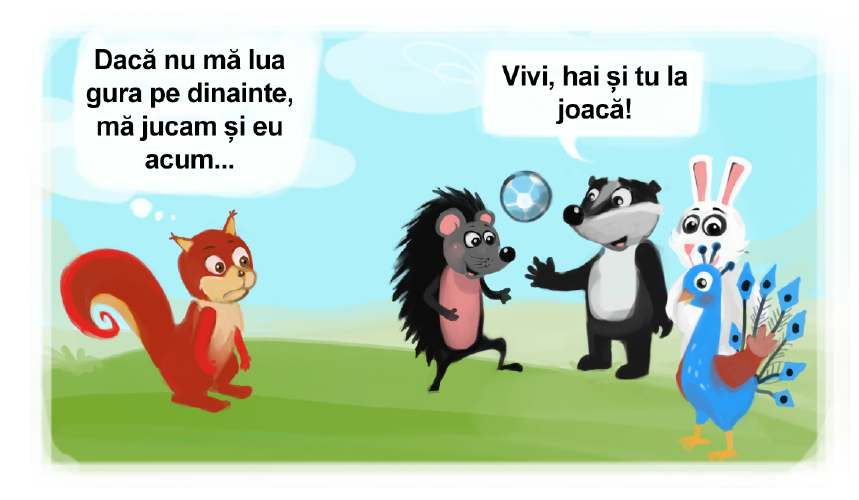 Dacă nu mă lua
gura pe dinainte,
mă jucam și eu
acum...
Vivi, hai și tu la
joacă!